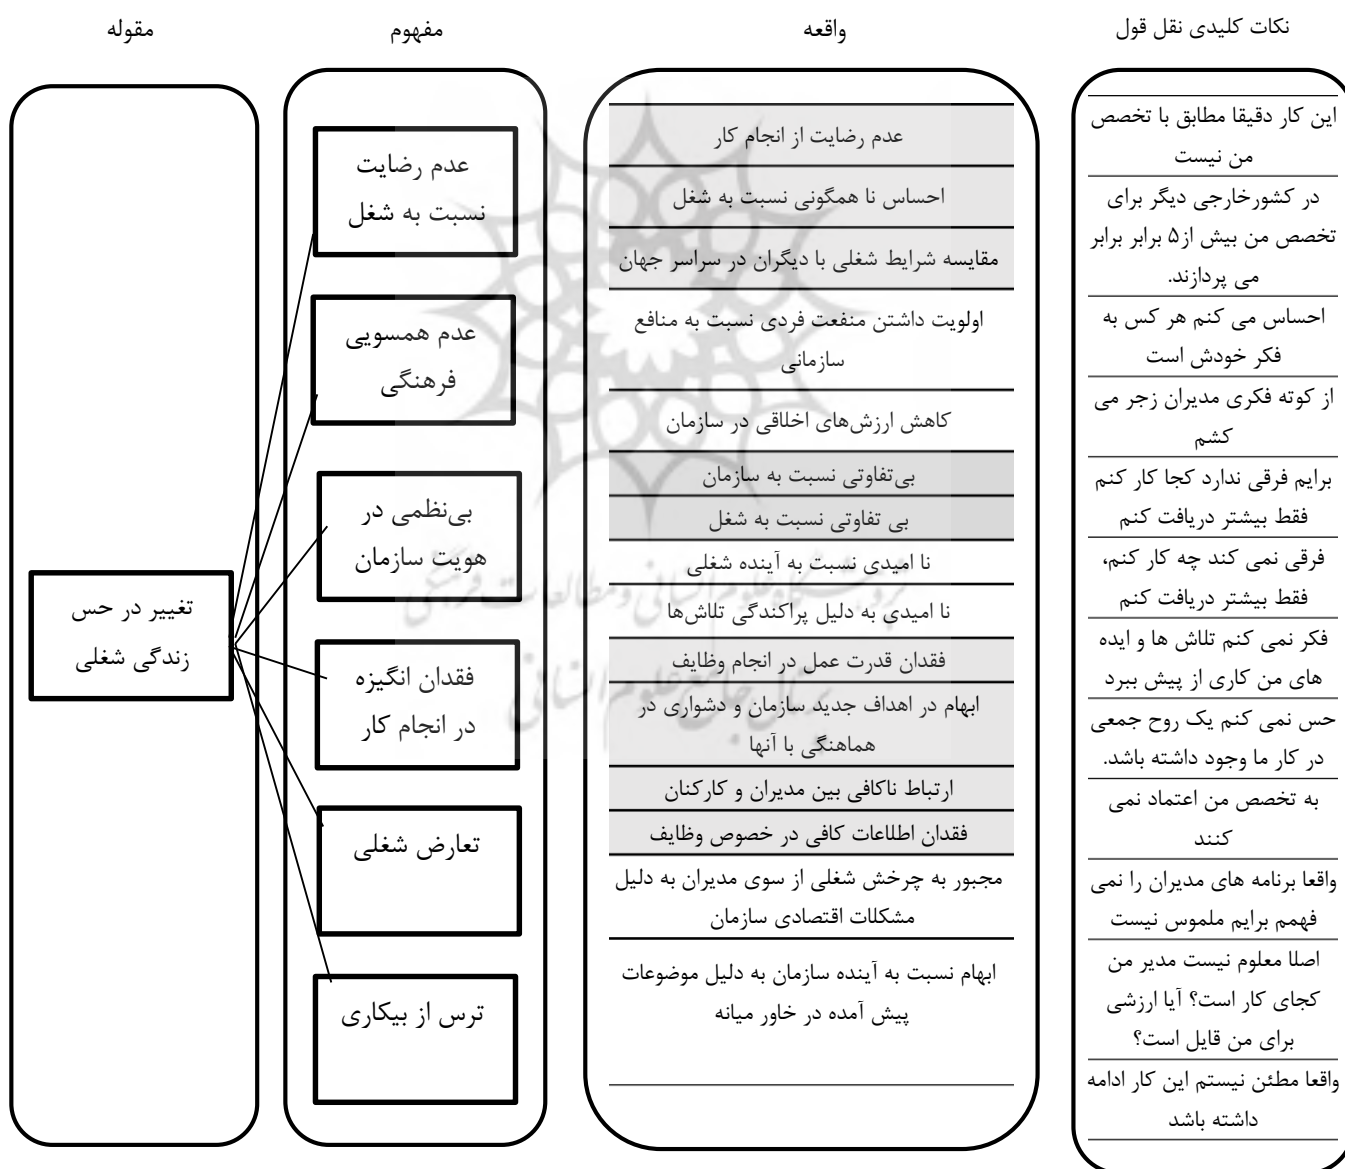 نکات کلیدی نقل قول
واقعه
مفهوم
مقوله
این کار دقیقا مطابق با تخصص
من نیست
در کشورخارجی دیگر برای
تخصص من بیش از۵ برابر برابر
می پردازند.
احساس می کنم هر کس به
فکر خودش است
از کوته فکری مدیران زجر می
کشم
برایم فرقی ندارد کجا کار کنم
فقط بیشتر دریافت کنم
فرقی نمی کند چه کار کنم،
فقط بیشتر دریافت کنم
فکر نمی کنم تلاش ها و ایده
های من کاری از پیش ببرد
حس نمی کنم یک روح جمعی
در کار ما وجود داشته باشد.
به تخصص من اعتماد نمی
کنند
واقعا برنامه های مدیران را نمی
فهمم برایم ملموس نیست
اصلا معلوم نیست مدیر من
کجای کار است؟ آیا ارزشی
برای من قایل است؟
واقعا مطئن نیستم این کار ادامه
داشته باشد
عدم رضایت از انجام کار
احساس نا همگونی نسبت به شغل
مقایسه شرایط شغلی با دیگران در سراسر جهان
اولویت داشتن منفعت فردی نسبت به منافع
سازمانی
کاهش ارزش‌های اخلاقی در سازمان
بی‌تفاوتی نسبت به سازمان
بی تفاوتی نسبت به شغل
نا امیدی نسبت به آینده شغلی
نا امیدی به دلیل پراکندگی تلاش‌ها
فقدان قدرت عمل در انجام وظایف
ابهام در اهداف جدید سازمان و دشواری در
هماهنگی با آنها
ارتباط ناکافی بین مدیران و کارکنان
فقدان اطلاعات کافی در خصوص وظایف
مجبور به چرخش شغلی از سوی مدیران به دلیل
مشکلات اقتصادی سازمان
ابهام نسبت به آینده سازمان به دلیل موضوعات
پیش آمده در خاور میانه
عدم رضایت
نسبت به شغل
عدم همسویی
فرهنگی
بی‌نظمی در
هویت سازمان
فقدان انگیزه
در انجام کار
تعارض شغلی
ترس از بیکاری
تغییر در حس
زندگی شغلی
پژوهشگاه علوم انسانی و مطالعات فرهنگی
پرتال جامع علوم انسانی